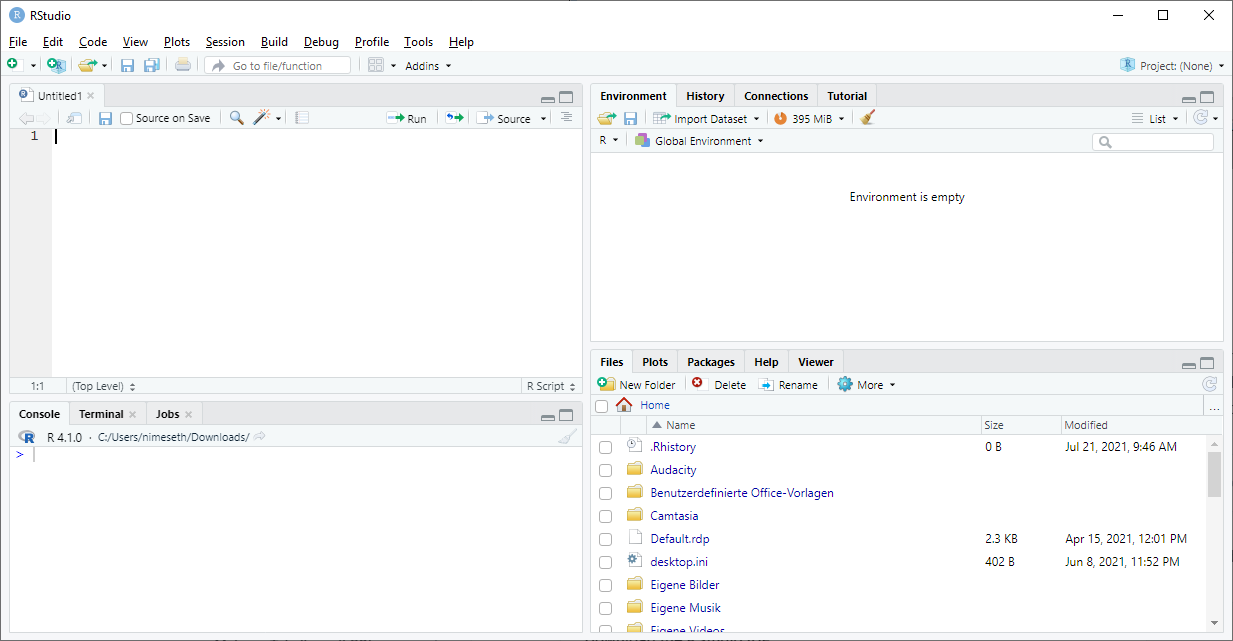 RStudio
File Edit Code View Plots Session Build Debug Profile Tools Help
Go to file/function Addins Project: (None)
Untitled1
Source on Save Run Source
1
1:1 (Top Level) R Script
Console Terminal Jobs
R 4.1.0 · C:/Users/nimeseth/Downloads/
>
Environment History Connections Tutorial
Import Dataset 395 MiB List
R Global Environment
Environment is empty
Files Plots Packages Help Viewer
New Folder Delete Rename More
Home ...
Name Size Modified
.Rhistory 0 B Jul 21, 2021, 9:46 AM
Audacity
Benutzerdefinierte Office-Vorlagen
Camtasia
Default.rdp 2.3 KB Apr 15, 2021, 12:01 PM
desktop.ini 402 B Jun 8, 2021, 11:52 PM
Eigene Bilder
Eigene Musik
Eigene Videos